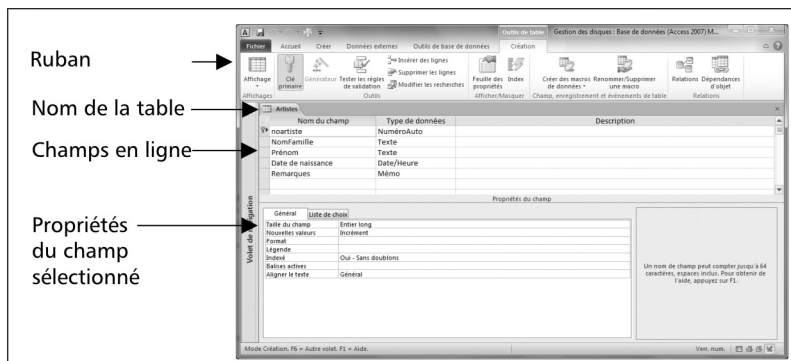 Ruban
Nom de la table
Champs en ligne
Propriétés
du champ
sélectionné
Outils de table
Gestion des disques : Base de données (Access 2007) M...
Fichier Accueil Créer Données externes Outils de base de données Création
Affichage
Clé
primaire
Générateur
Tester les règles
de validation
Insérer des lignes
Supprimer les lignes
Modifier les recherches
Feuille des
propriétés
Index
Créer des macros
de données
Renommer/Supprimer
une macro
Relations
Dépendances
d'objet
Affichages Outils Afficher/Masquer Champ, enregistrement et événements de table Relations
Artistes
Nom du champ Type de données Description
noartiste NuméroAuto
NomFamille Texte
Prénom Texte
Date de naissance Date/Heure
Remarques Mémo
Propriétés du champ
Général Liste de choix
Taille du champ Entier long
Nouvelles valeurs Incrément
Format
Légende
Indexé Oui - Sans doublons
Balises actives
Aligner le texte Général
Un nom de champ peut compter jusqu'à 64
caractères, espaces inclus. Pour obtenir de
l'aide, appuyez sur F1.
Volet de navigation
Mode Création. F6 = Autre volet. F1 = Aide. Verr. num.